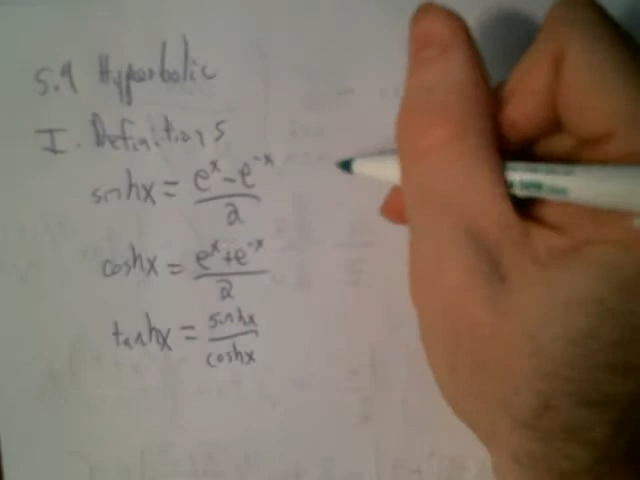 5.9 Hyperbolic
I. Definitions
sinhx = (e^x - e^-x)/2
coshx = (e^x + e^-x)/2
tanhx = sinhx/coshx